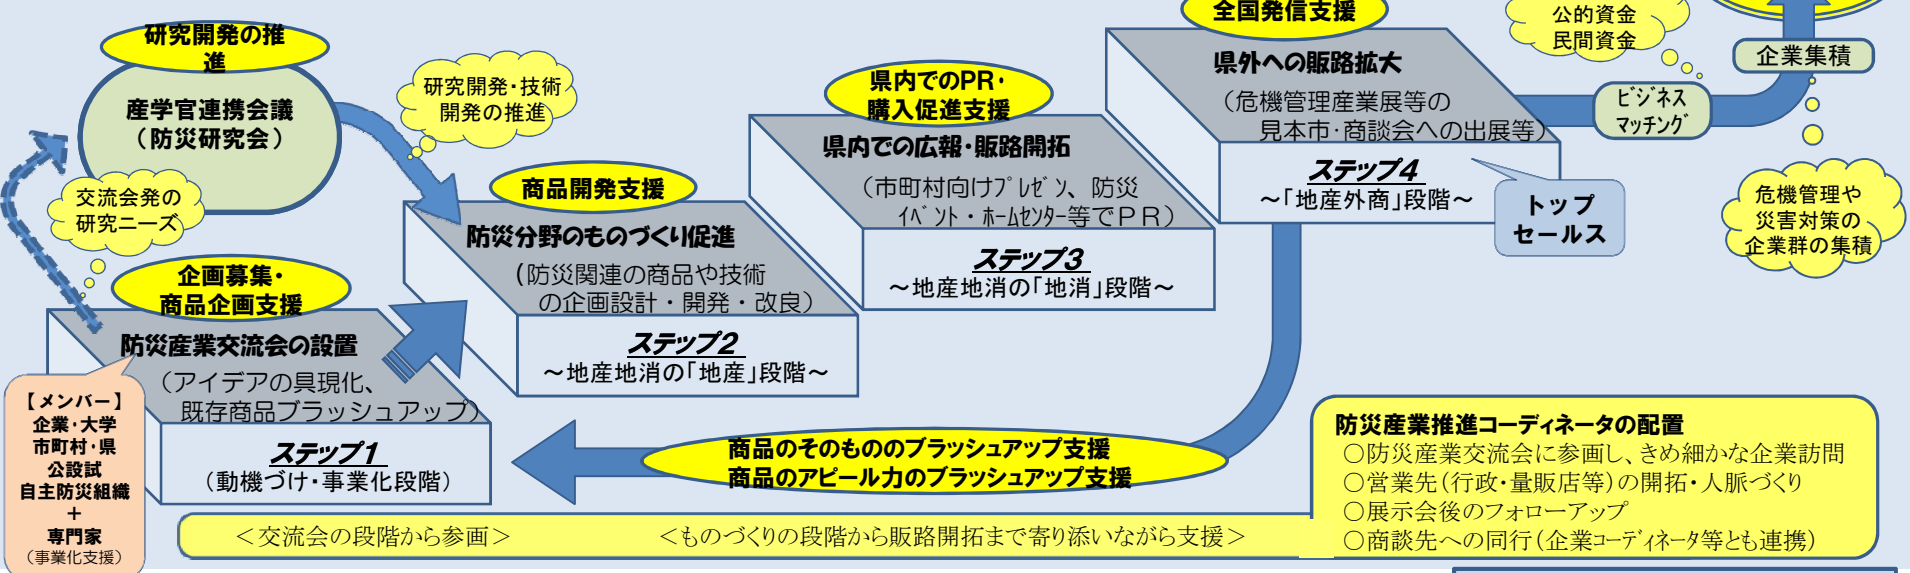 全国発信支援
公的資金
民間資金
企業集積
研究開発の推
進
産学官連携会議
（防災研究会）
研究開発・技術
開発の推進
県内でのPR・
購入促進支援
県外への販路拡大
（危機管理産業展等の
見本市・商談会への出展等）
ビジネス
マッチング
県内での広報・販路開拓
（市町村向けプレゼン、防災
イベント・ホームセンター等でＰＲ）
ステップ4
～「地産外商」段階～
トップ
セールス
危機管理や
災害対策の
企業群の集積
交流会発の
研究ニーズ
商品開発支援
防災分野のものづくり促進
（防災関連の商品や技術
の企画設計・開発・改良）
ステップ3
～地産地消の「地消」段階～
企画募集・
商品企画支援
防災産業交流会の設置
（アイデアの具現化、
既存商品ブラッシュアップ）
ステップ2
～地産地消の「地産」段階～
【メンバー】
企業・大学
市町村・県
公設試
自主防災組織
＋
専門家
（事業化支援）
ステップ1
（動機づけ・事業化段階）
商品のそのもののブラッシュアップ支援
商品のアピール力のブラッシュアップ支援
防災産業推進コーディネータの配置
○防災産業交流会に参画し、きめ細かな企業訪問
○営業先（行政・量販店等）の開拓・人脈づくり
○展示会後のフォローアップ
○商談先への同行（企業コーディネータ等とも連携）
＜交流会の段階から参画＞
＜ものづくりの段階から販路開拓まで寄り添いながら支援＞